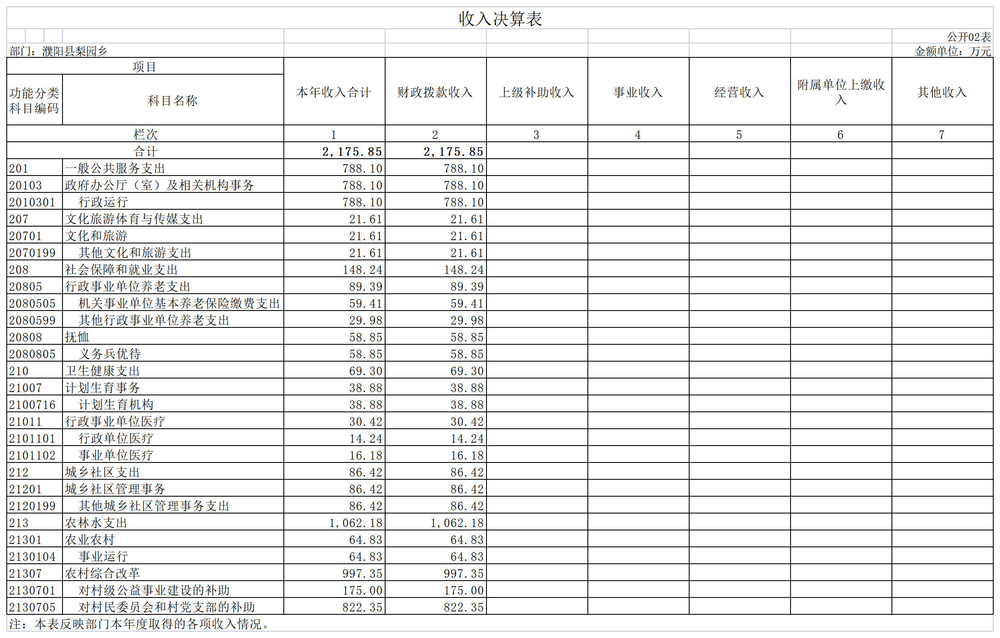 收入决算表
公开02表
部门：濮阳县梨园乡 金额单位：万元
项目 本年收入合计 财政拨款收入 上级补助收入 事业收入 经营收入 附属单位上缴收入 其他收入
功能分类科目编码 科目名称
栏次 1 2 3 4 5 6 7
合计 2,175.85 2,175.85
201 一般公共服务支出 788.10 788.10
20103 政府办公厅（室）及相关机构事务 788.10 788.10
2010301 行政运行 788.10 788.10
207 文化旅游体育与传媒支出 21.61 21.61
20701 文化和旅游 21.61 21.61
2070199 其他文化和旅游支出 21.61 21.61
208 社会保障和就业支出 148.24 148.24
20805 行政事业单位养老支出 89.39 89.39
2080505 机关事业单位基本养老保险缴费支出 59.41 59.41
2080599 其他行政事业单位养老支出 29.98 29.98
20808 抚恤 58.85 58.85
2080805 义务兵优待 58.85 58.85
210 卫生健康支出 69.30 69.30
21007 计划生育事务 38.88 38.88
2100716 计划生育机构 38.88 38.88
21011 行政事业单位医疗 30.42 30.42
2101101 行政单位医疗 14.24 14.24
2101102 事业单位医疗 16.18 16.18
212 城乡社区支出 86.42 86.42
21201 城乡社区管理事务 86.42 86.42
2120199 其他城乡社区管理事务支出 86.42 86.42
213 农林水支出 1,062.18 1,062.18
21301 农业农村 64.83 64.83
2130104 事业运行 64.83 64.83
21307 农村综合改革 997.35 997.35
2130701 对村级公益事业建设的补助 175.00 175.00
2130705 对村民委员会和村党支部的补助 822.35 822.35
注：本表反映部门本年度取得的各项收入情况。